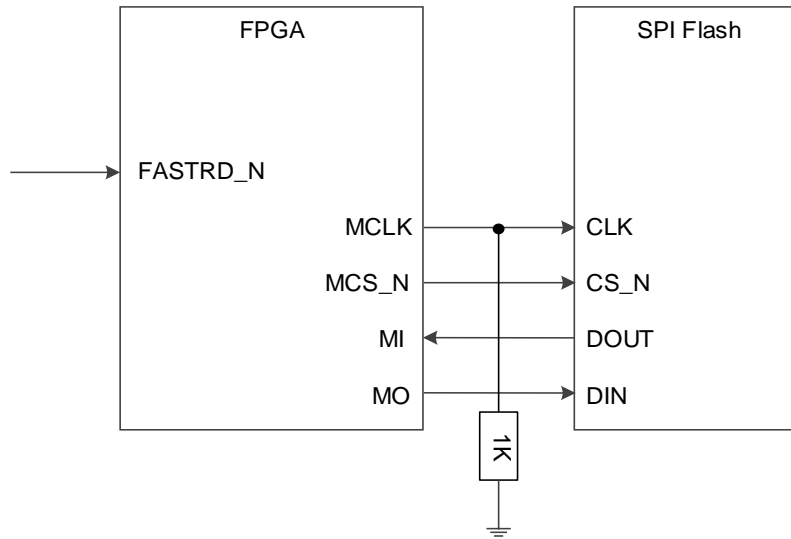 FPGA
SPI Flash
FASTRD_N
MCLK
CLK
MCS_N
CS_N
MI
DOUT
MO
DIN
1K